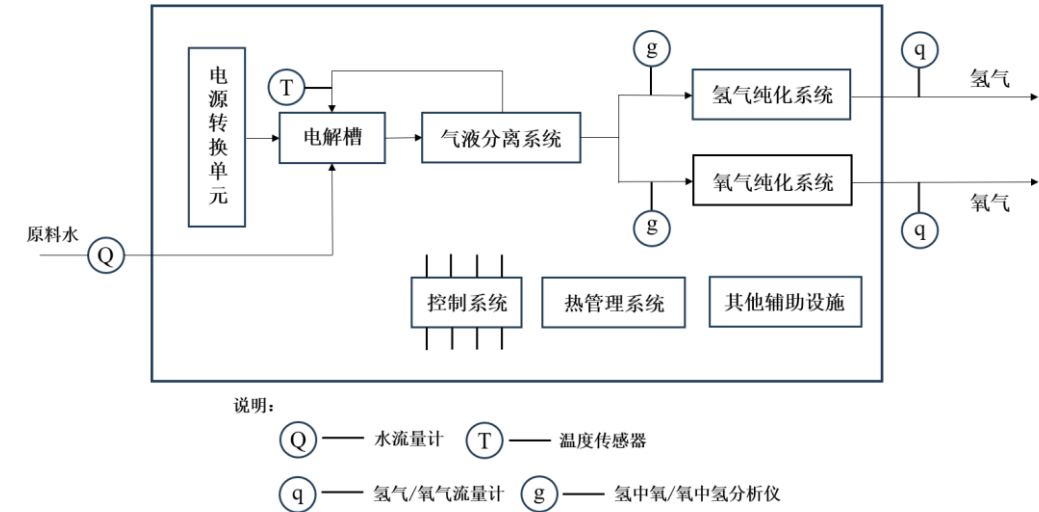 电源转换单元
T
电解槽
气液分离系统
g
氢气纯化系统
q
氢气
氧气纯化系统
g
q
氧气
原料水
Q
控制系统
热管理系统
其他辅助设施
说明：
Q 水流量计 T 温度传感器
q 氢气/氧气流量计 g 氢中氧/氧中氢分析仪